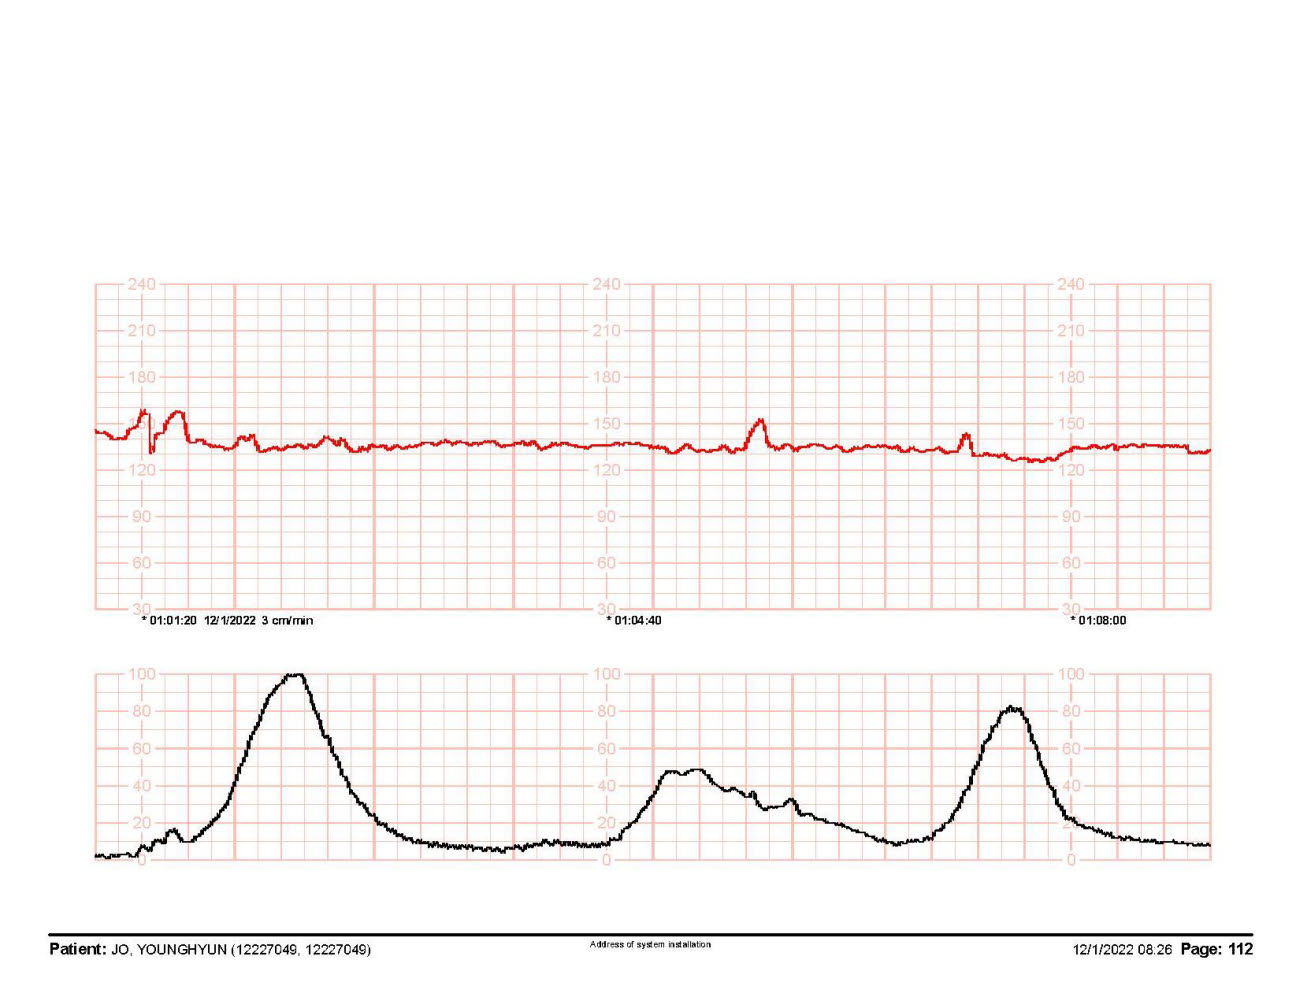 240 240 240
210 210 210
180 180 180
150 150 150
120 120 120
90 90 90
60 60 60
30 30 30
* 01:01:20 12/1/2022 3 cm/min * 01:04:40 * 01:08:00
100 100 100
80 80 80
60 60 60
40 40 40
20 20 20
0 0 0
Patient: JO, YOUNGHYUN (12227049, 12227049) Address of system installation 12/1/2022 08:26 Page: 112